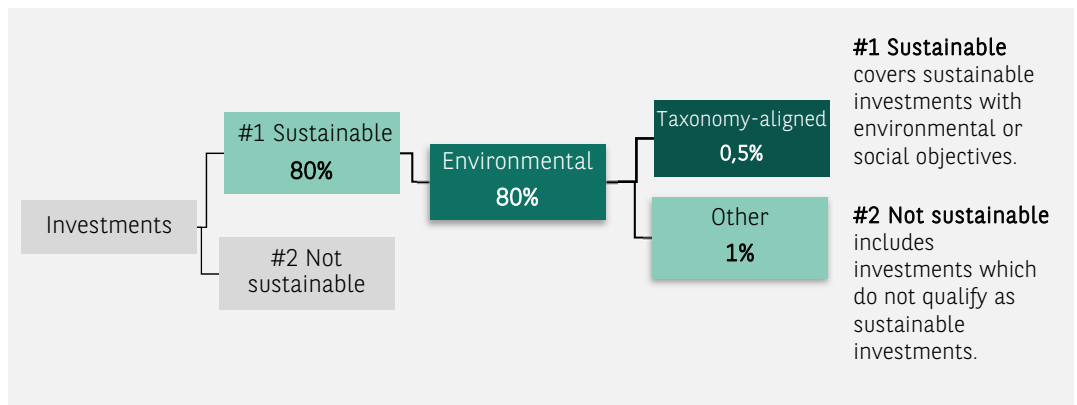 Investments
#1 Sustainable
80%
#2 Not
sustainable
Environmental
80%
Taxonomy-aligned
0,5%
Other
1%
#1 Sustainable
covers sustainable
investments with
environmental or
social objectives.
#2 Not sustainable
includes
investments which
do not qualify as
sustainable
investments.